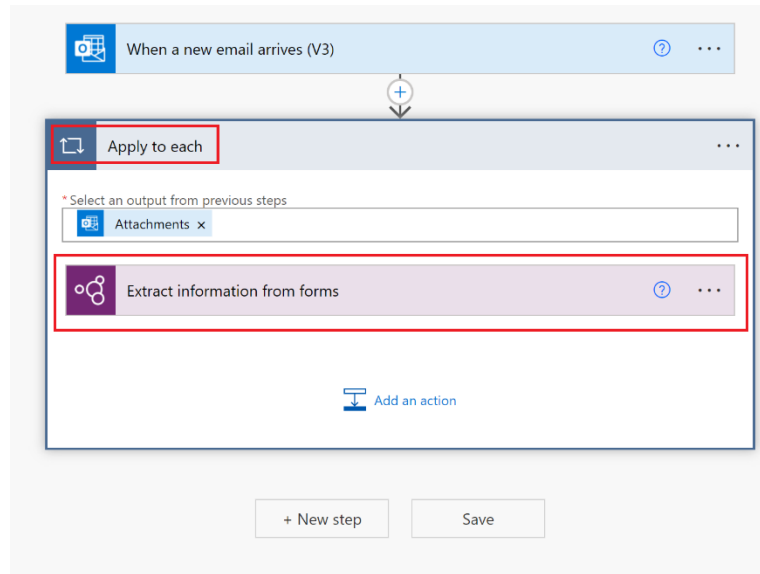 When a new email arrives (V3)
Apply to each
* Select an output from previous steps
Attachments ×
Extract information from forms
Add an action
+ New step Save